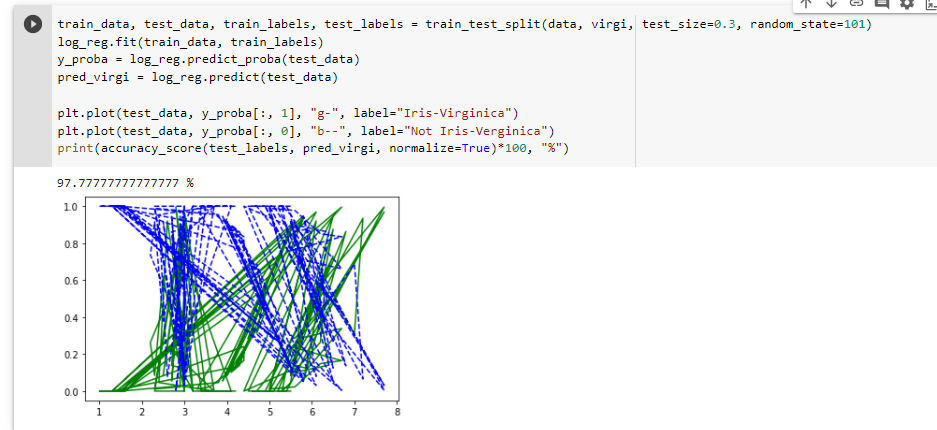 train_data, test_data, train_labels, test_labels = train_test_split(data, virgi, test_size=0.3, random_state=101)
log_reg.fit(train_data, train_labels)
y_proba = log_reg.predict_proba(test_data)
pred_virgi = log_reg.predict(test_data)
plt.plot(test_data, y_proba[:, 1], "g-", label="Iris-Virginica")
plt.plot(test_data, y_proba[:, 0], "b--", label="Not Iris-Verginica")
print(accuracy_score(test_labels, pred_virgi, normalize=True)*100, "%")
97.77777777777777 %
1.0
0.8
0.6
0.4
0.2
0.0
1 2 3 4 5 6 7 8